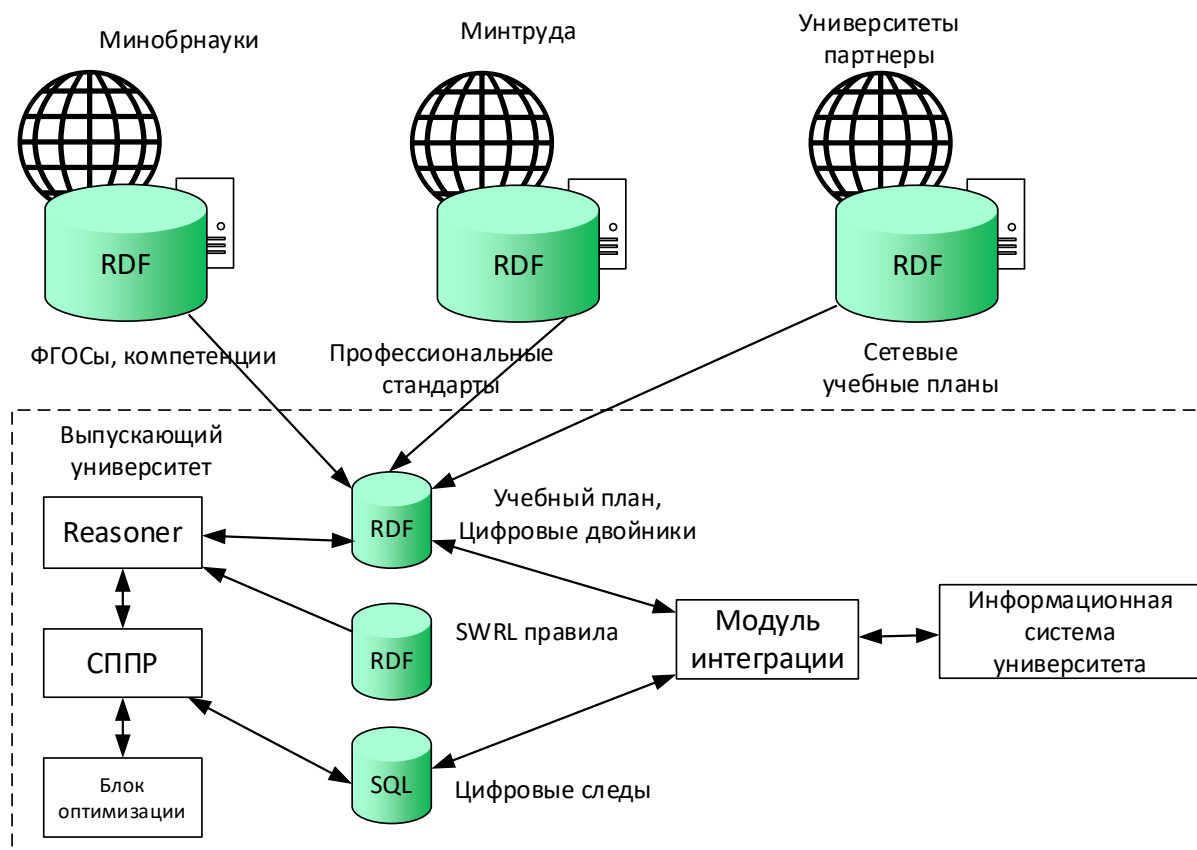 Минобрнауки
Минтруда
Университеты
партнеры
RDF
RDF
RDF
ФГОСы, компетенции
Профессиональные
стандарты
Сетевые
учебные планы
Выпускающий
университет
Reasoner
RDF
Учебный план,
Цифровые двойники
СППР
RDF
SWRL правила
Модуль
интеграции
Информационная
система
университета
Блок
оптимизации
SQL
Цифровые следы